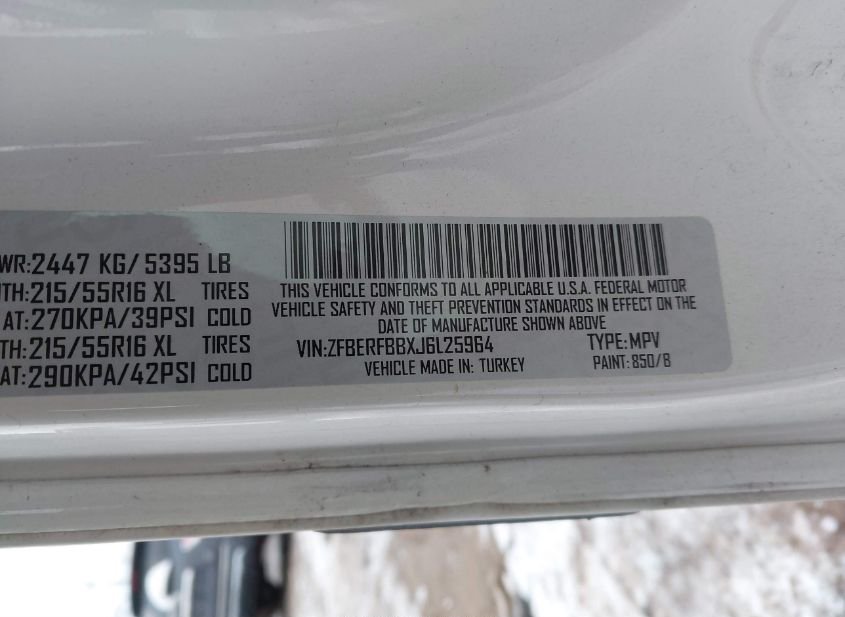 WR:2447 KG/ 5395 LB
TH:215/55R16 XL TIRES
AT:270KPA/39PSI COLD
TH:215/55R16 XL TIRES
AT:290KPA/42PSI COLD
THIS VEHICLE CONFORMS TO ALL APPLICABLE U.S.A. FEDERAL MOTOR
VEHICLE SAFETY AND THEFT PREVENTION STANDARDS IN EFFECT ON THE
DATE OF MANUFACTURE SHOWN ABOVE
VIN:ZFBERFBBXJ6L25964 TYPE:MPV
VEHICLE MADE IN: TURKEY PAINT:850/B